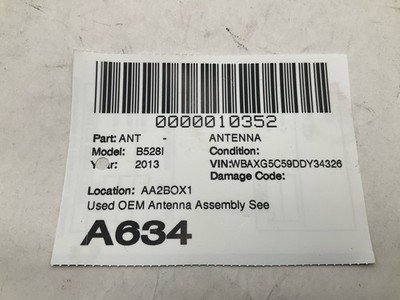 0000010352
Part: ANT - ANTENNA
Model: B528I Condition:
Year: 2013 VIN:WBAXG5C59DDY34326
Damage Code:
Location: AA2BOX1
Used OEM Antenna Assembly See
A634